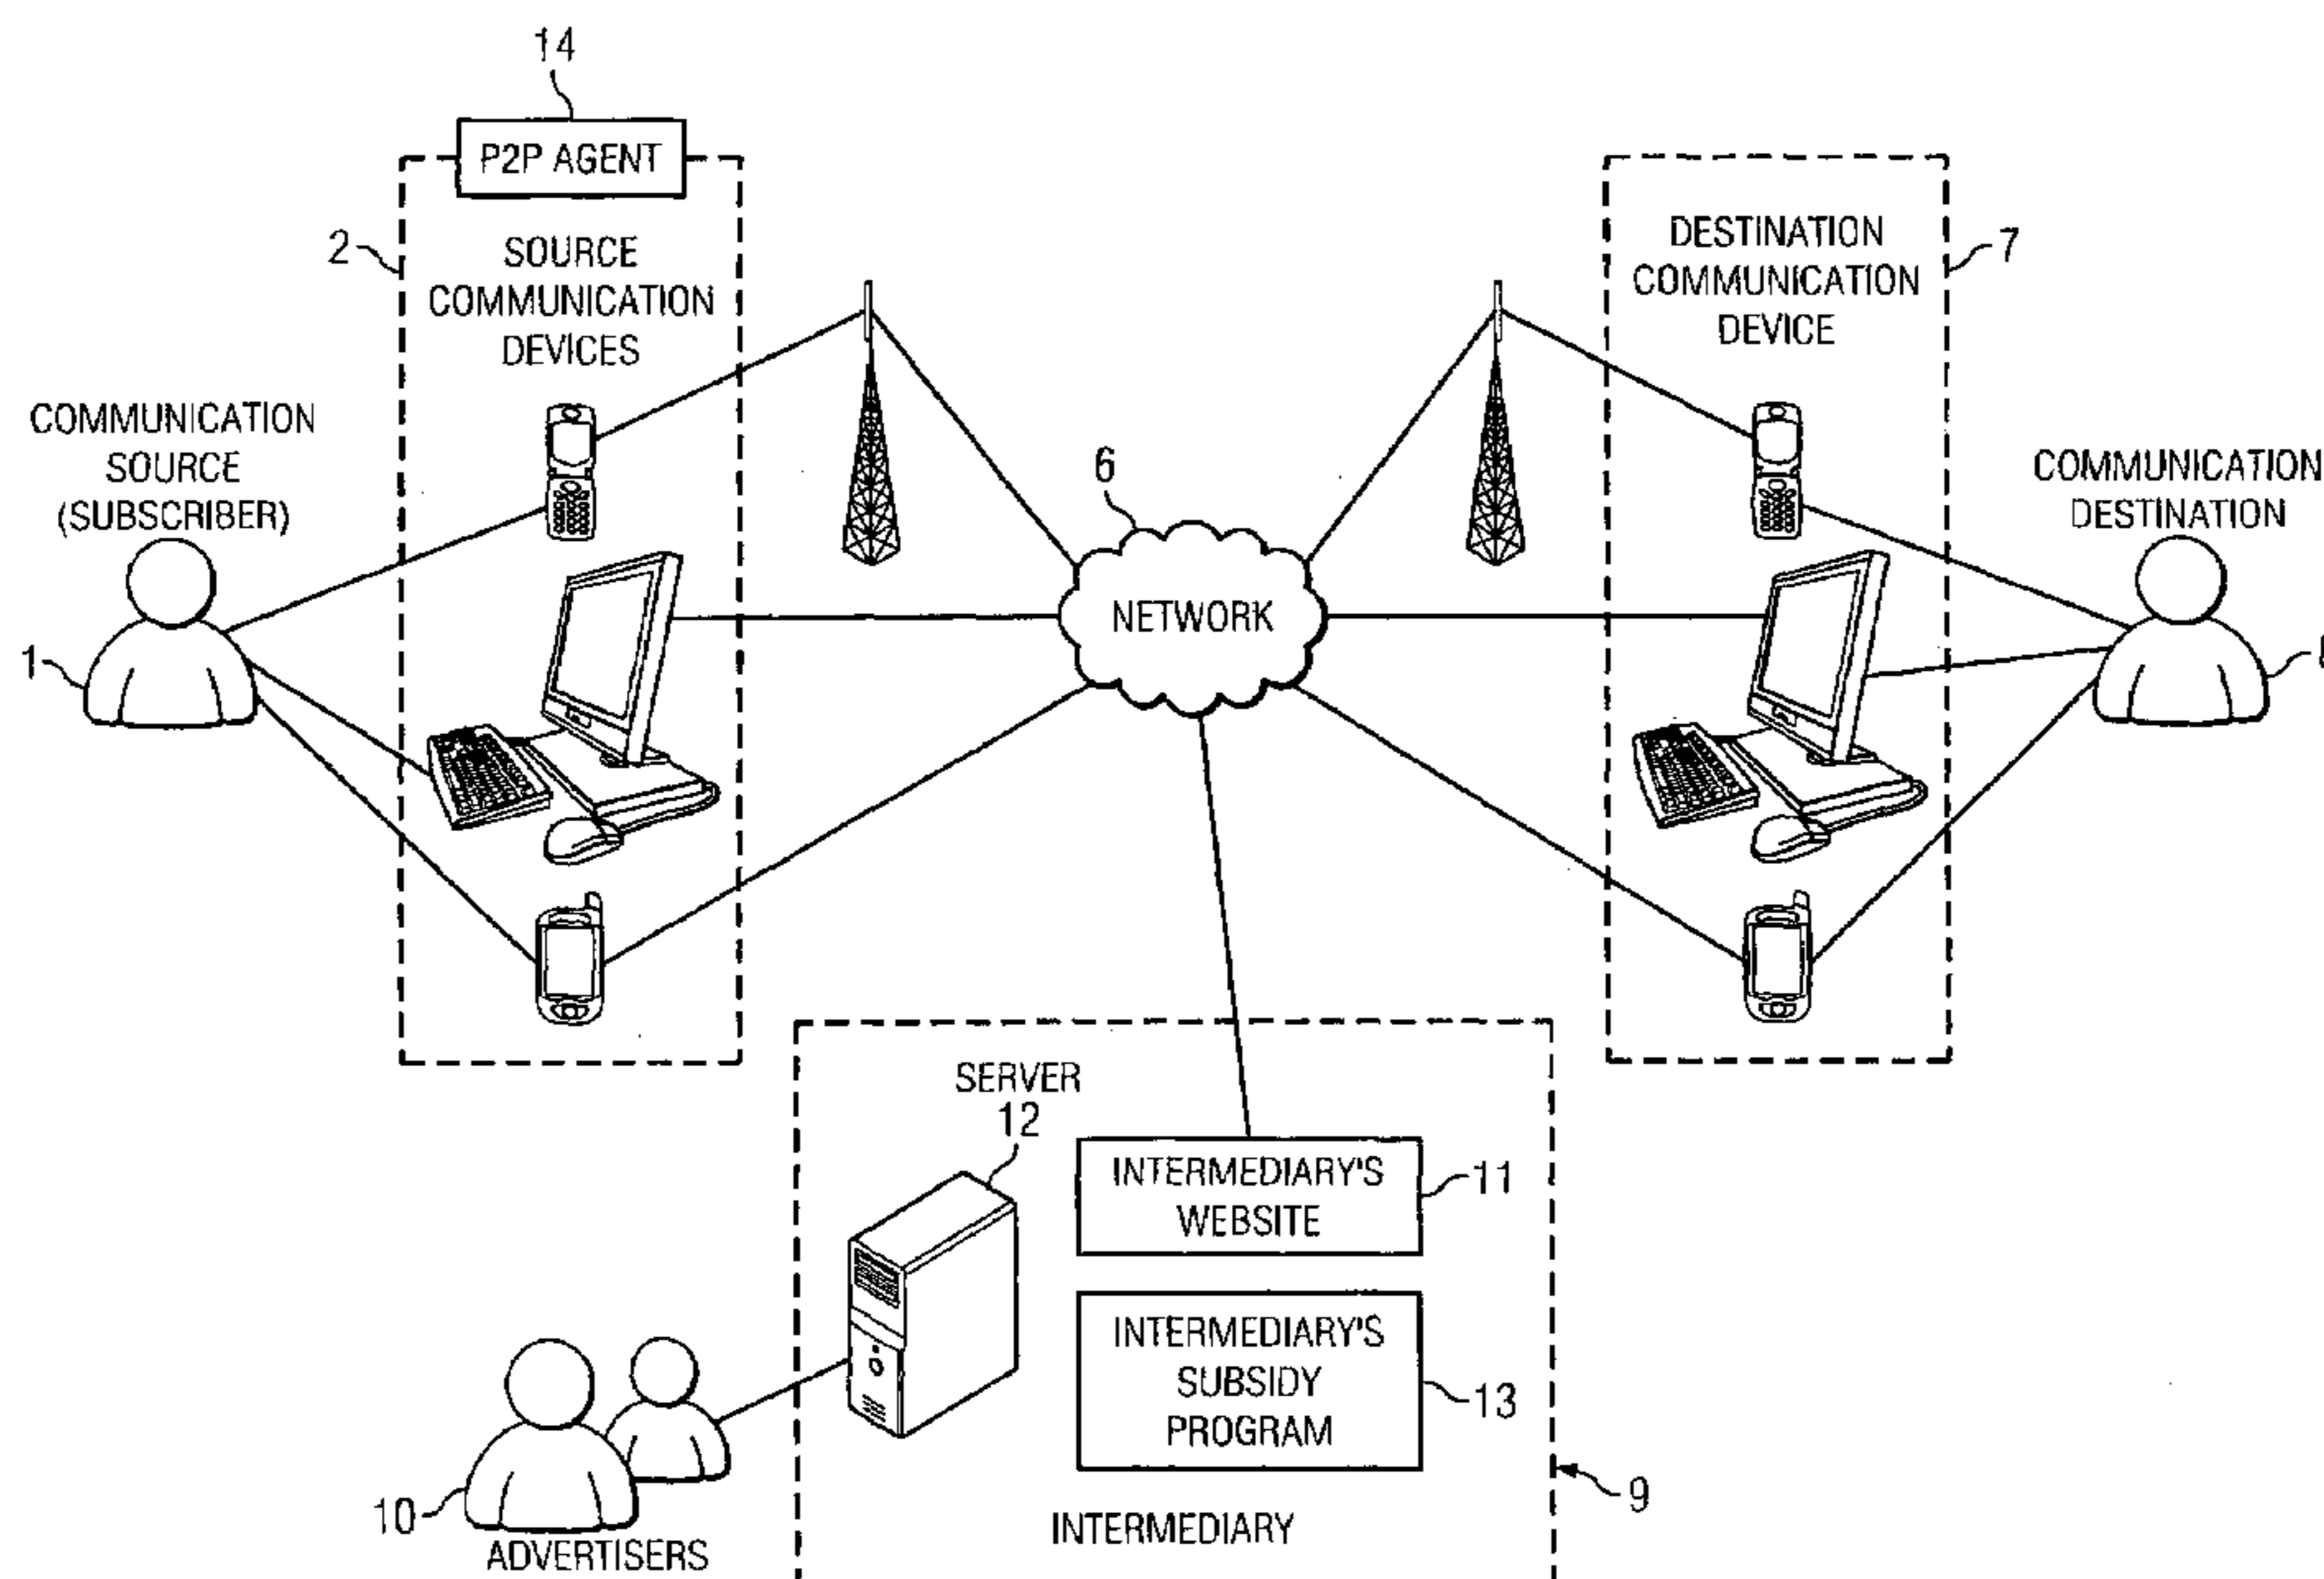 14
P2P AGENT
2
SOURCE
COMMUNICATION
DEVICES
DESTINATION
COMMUNICATION
DEVICE
7
COMMUNICATION
SOURCE
(SUBSCRIBER)
6
COMMUNICATION
DESTINATION
NETWORK
1
SERVER
12
INTERMEDIARY'S
WEBSITE
11
INTERMEDIARY'S
SUBSIDY
PROGRAM
13
10
ADVERTISERS
INTERMEDIARY
9